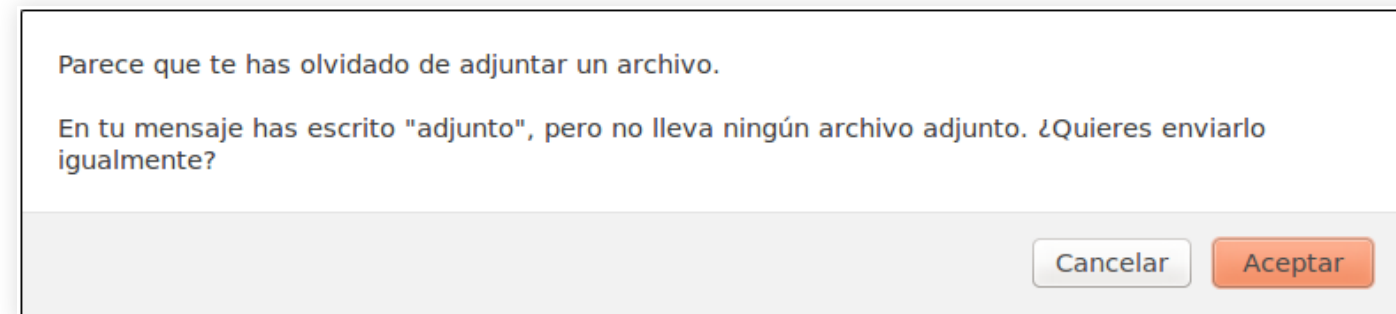 Parece que te has olvidado de adjuntar un archivo.
En tu mensaje has escrito "adjunto", pero no lleva ningún archivo adjunto. ¿Quieres enviarlo
igualmente?
Cancelar
Aceptar